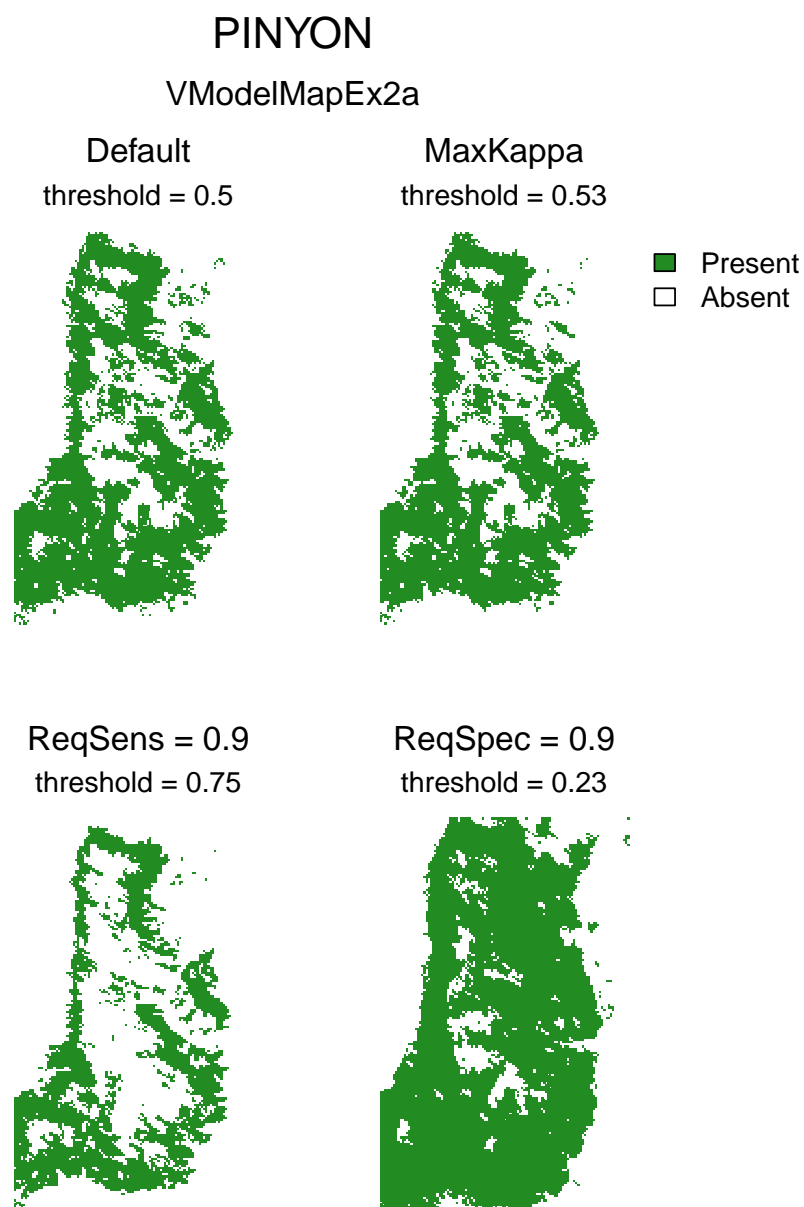 PINYON
VModelMapEx2a
Default
threshold = 0.5
MaxKappa
threshold = 0.53
Present
Absent
ReqSens = 0.9
threshold = 0.75
ReqSpec = 0.9
threshold = 0.23